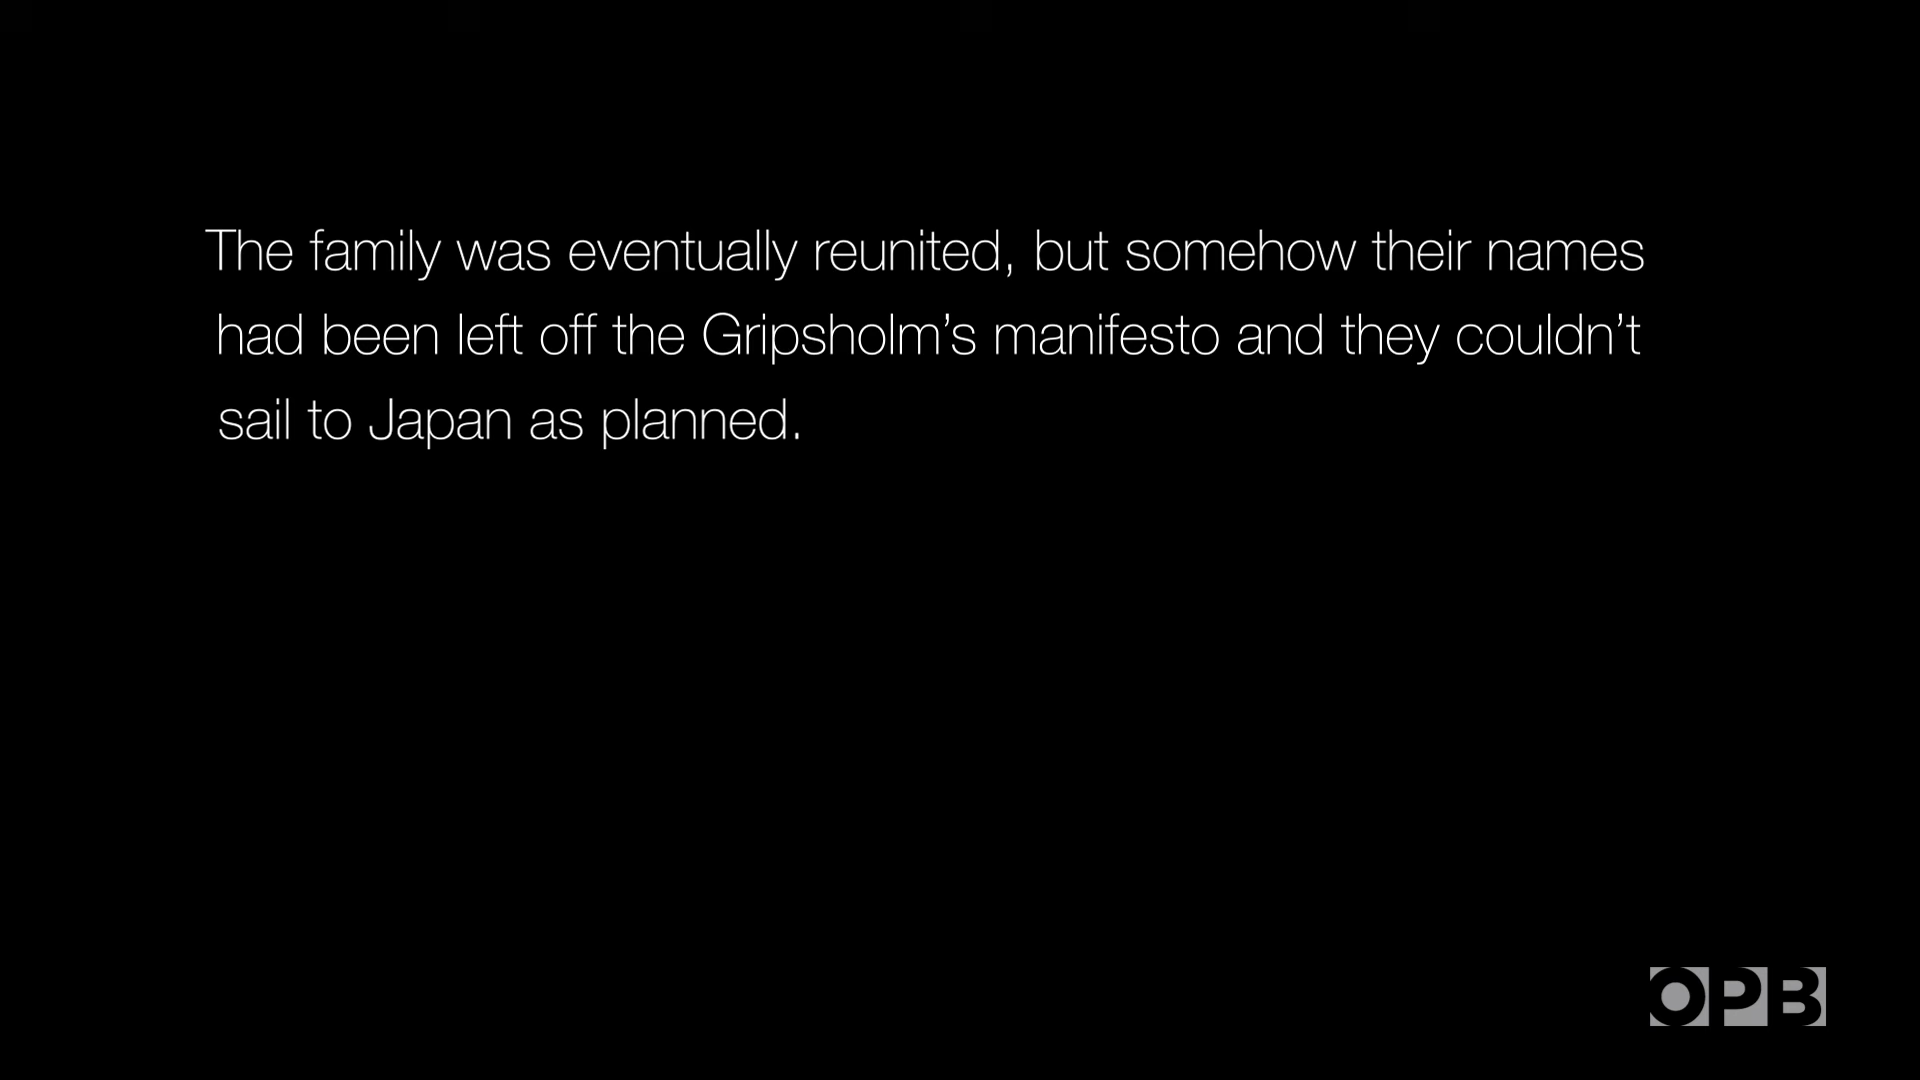 The family was eventually reunited, but somehow their names
had been left off the Gripsholm’s manifesto and they couldn’t
sail to Japan as planned.
OPB